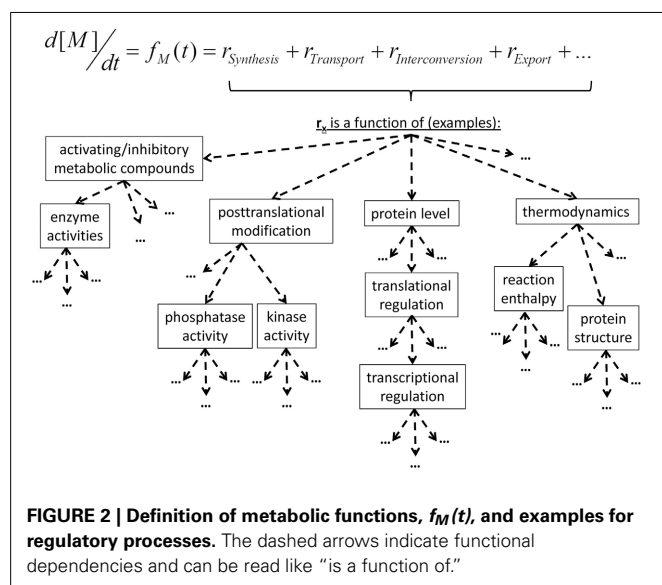 d[M]/dt = f_M(t) = r_Synthesis + r_Transport + r_Interconversion + r_Export + ...
r_x is a function of (examples):
activating/inhibitory
metabolic compounds
...
enzyme
activities
...
...
posttranslational
modification
protein level
thermodynamics
... ...
...
...
... ...
...
translational
regulation
reaction
enthalpy
phosphatase
activity
kinase
activity
protein
structure
... ...
... ...
...
... ...
...
... ...
...
transcriptional
regulation
... ...
...
... ...
...
FIGURE 2 | Definition of metabolic functions, f_M(t), and examples for
regulatory processes. The dashed arrows indicate functional
dependencies and can be read like “is a function of.”